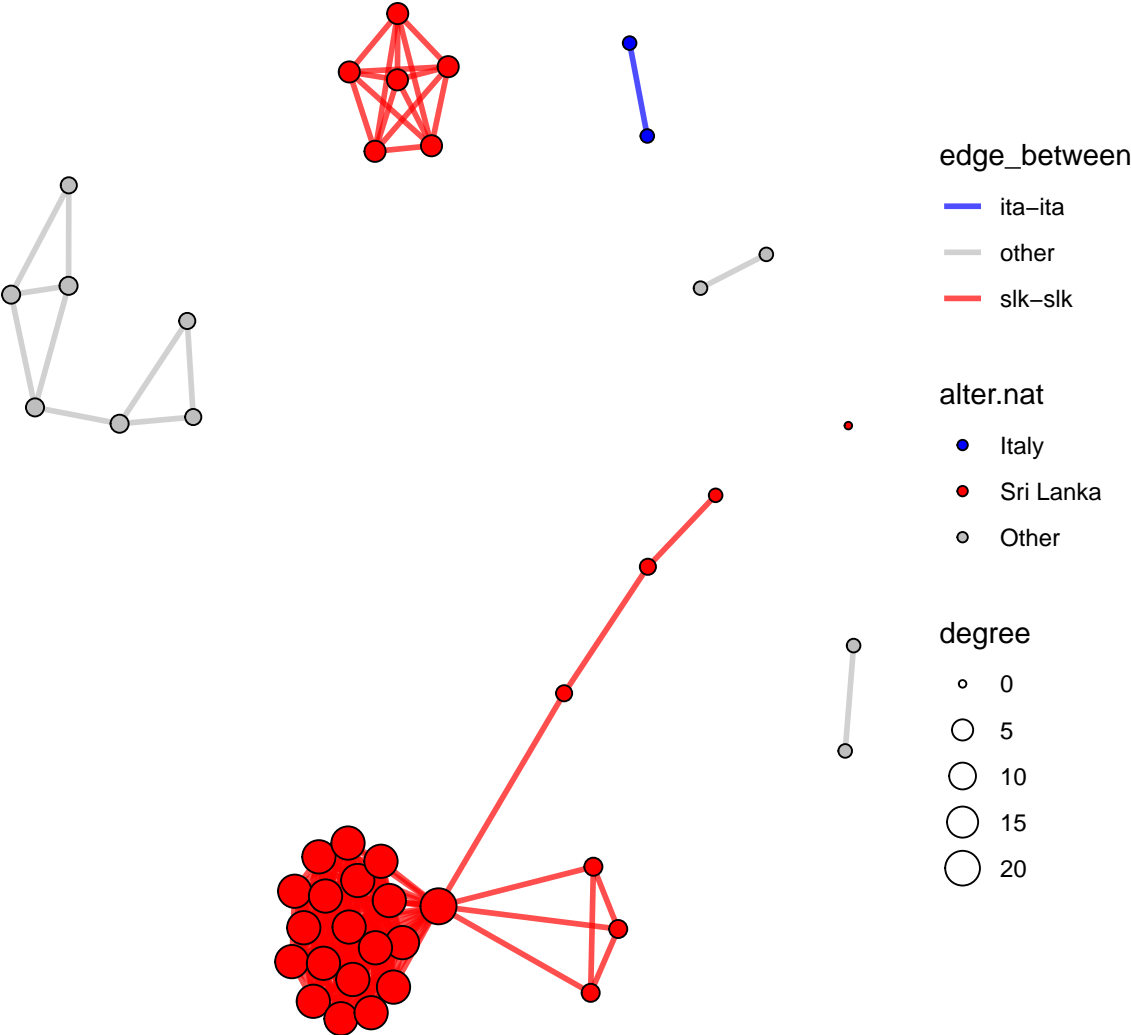 edge_between
ita−ita
other
slk−slk
alter.nat
Italy
Sri Lanka
Other
degree
0
5
10
15
20